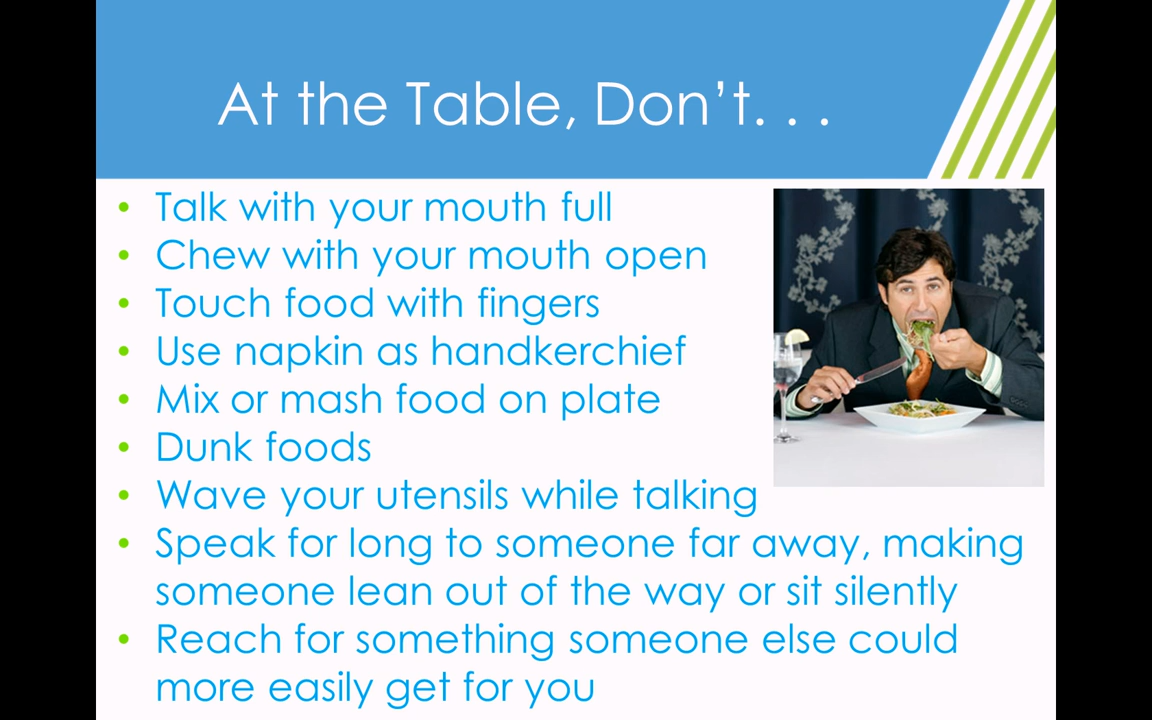 At the Table, Don’t. . .
• Talk with your mouth full
• Chew with your mouth open
• Touch food with fingers
• Use napkin as handkerchief
• Mix or mash food on plate
• Dunk foods
• Wave your utensils while talking
• Speak for long to someone far away, making
someone lean out of the way or sit silently
• Reach for something someone else could
more easily get for you